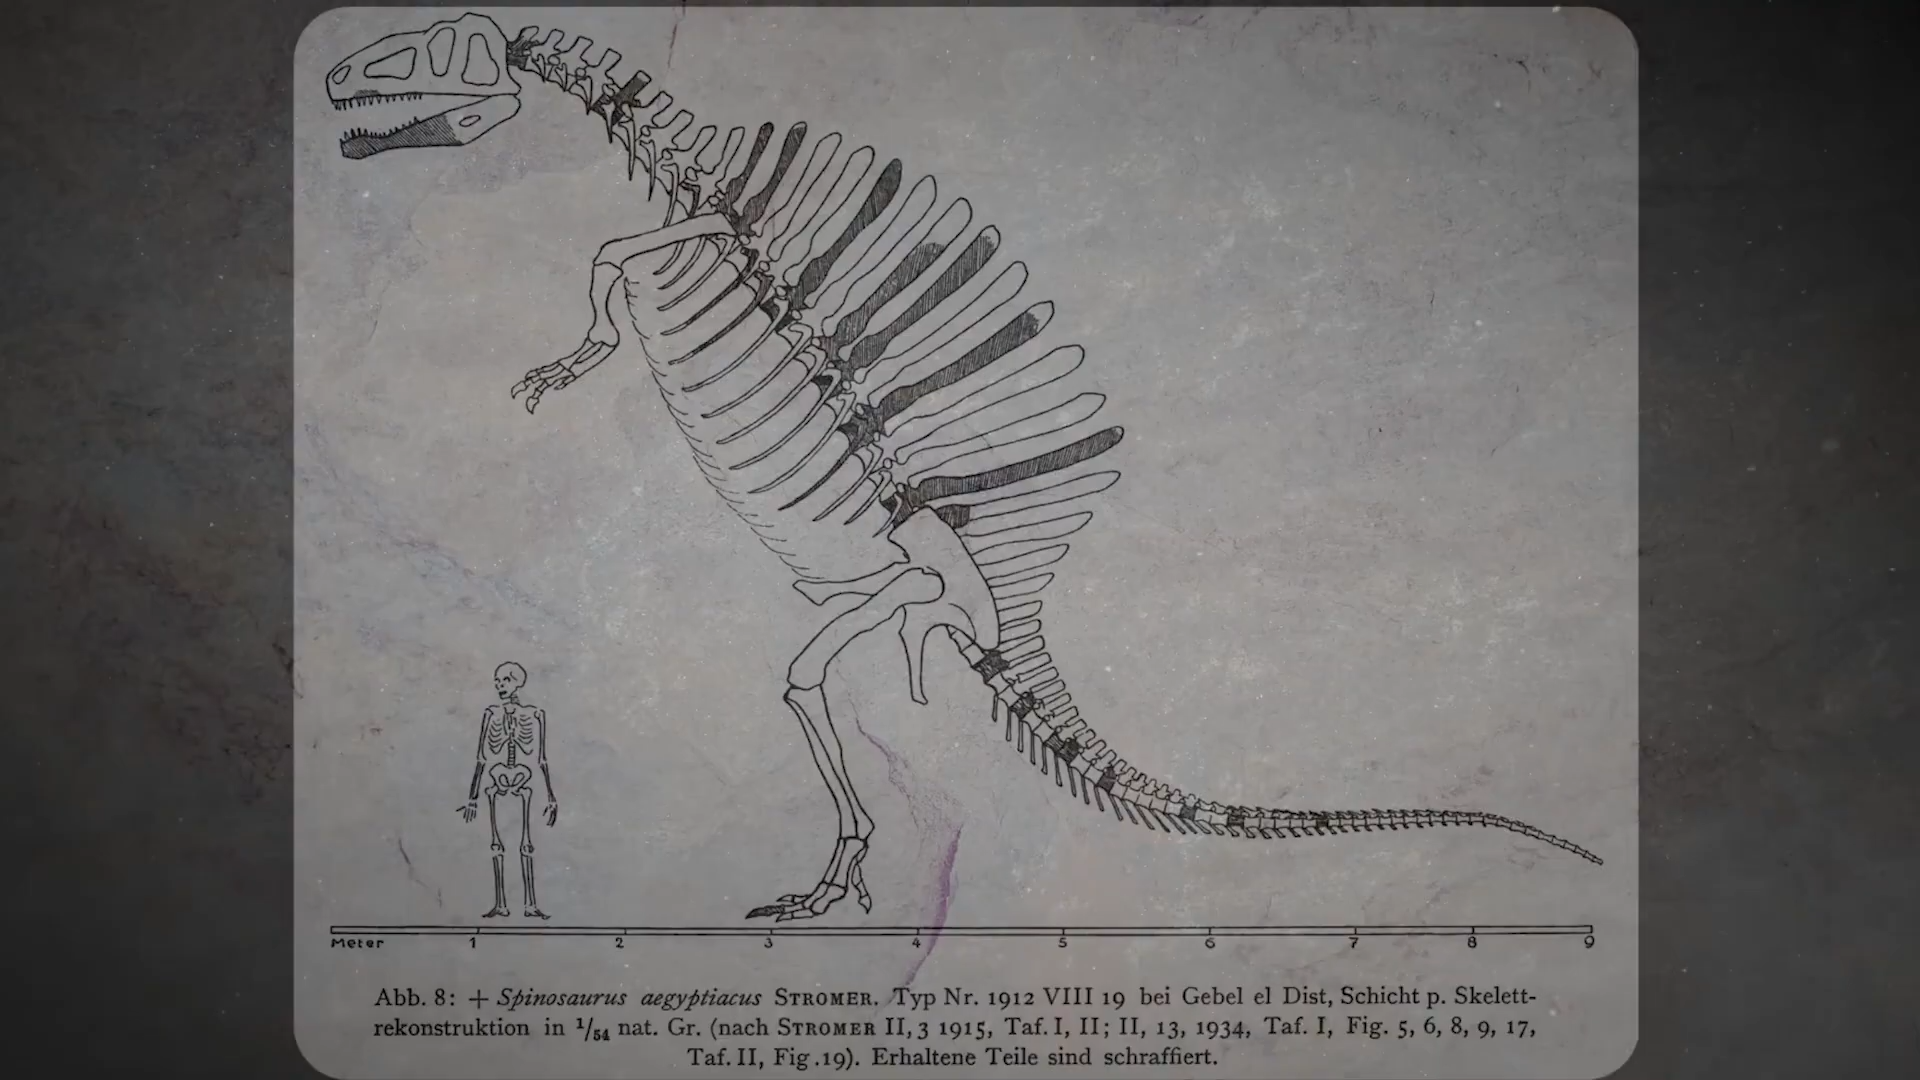 Meter 1 2 3 4 5 6 7 8 9
Abb. 8: + Spinosaurus aegyptiacus STROMER. Typ Nr. 1912 VIII 19 bei Gebel el Dist, Schicht p. Skelett-
rekonstruktion in 1/54 nat. Gr. (nach STROMER II, 3 1915, Taf. I, II; II, 13, 1934, Taf. I, Fig. 5, 6, 8, 9, 17,
Taf. II, Fig. 19). Erhaltene Teile sind schraffiert.